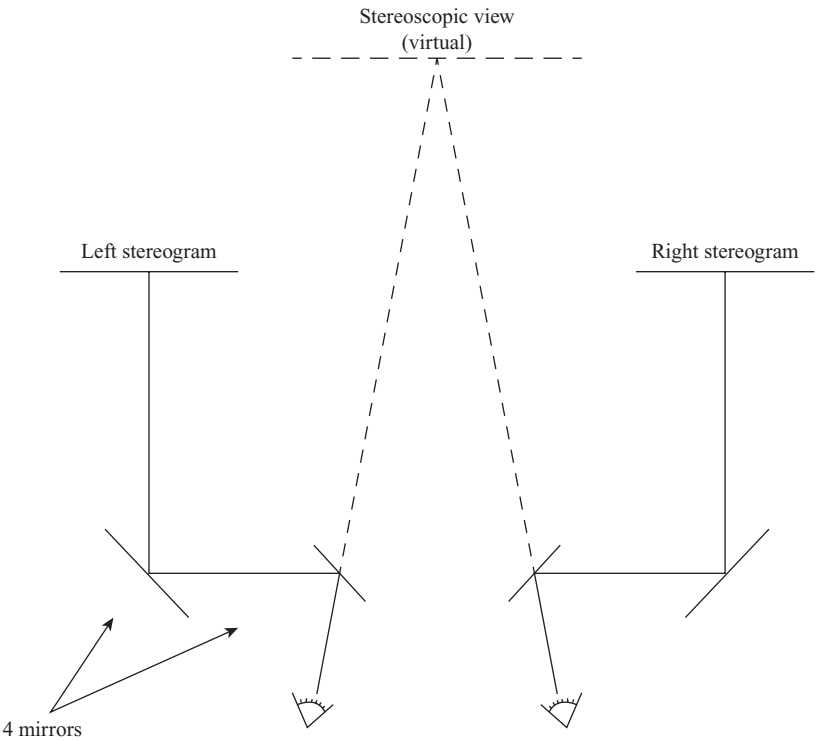 Stereoscopic view
(virtual)
Left stereogram
Right stereogram
4 mirrors